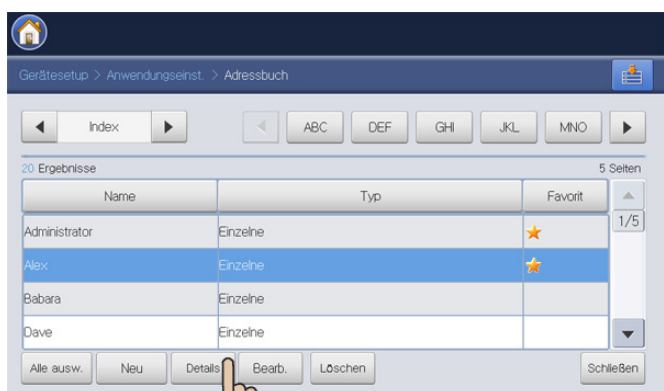 Gerätesetup > Anwendungseinst. > Adressbuch
Index ABC DEF GHI JKL MNO
20 Ergebnisse 5 Seiten
Name Typ Favorit
1/5
Administrator Einzelne
Alex Einzelne
Babara Einzelne
Dave Einzelne
Alle ausw. Neu Details Bearb. Löschen Schließen